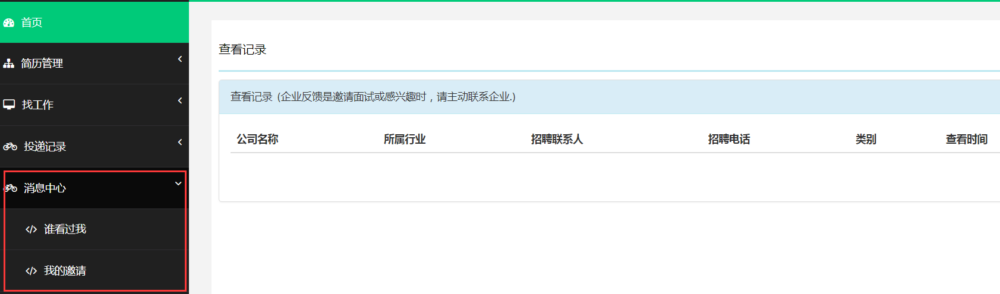 首页
简历管理
找工作
投递记录
消息中心
谁看过我
我的邀请
查看记录
查看记录 (企业反馈是邀请面试或感兴趣时，请主动联系企业.)
公司名称 所属行业 招聘联系人 招聘电话 类别 查看时间